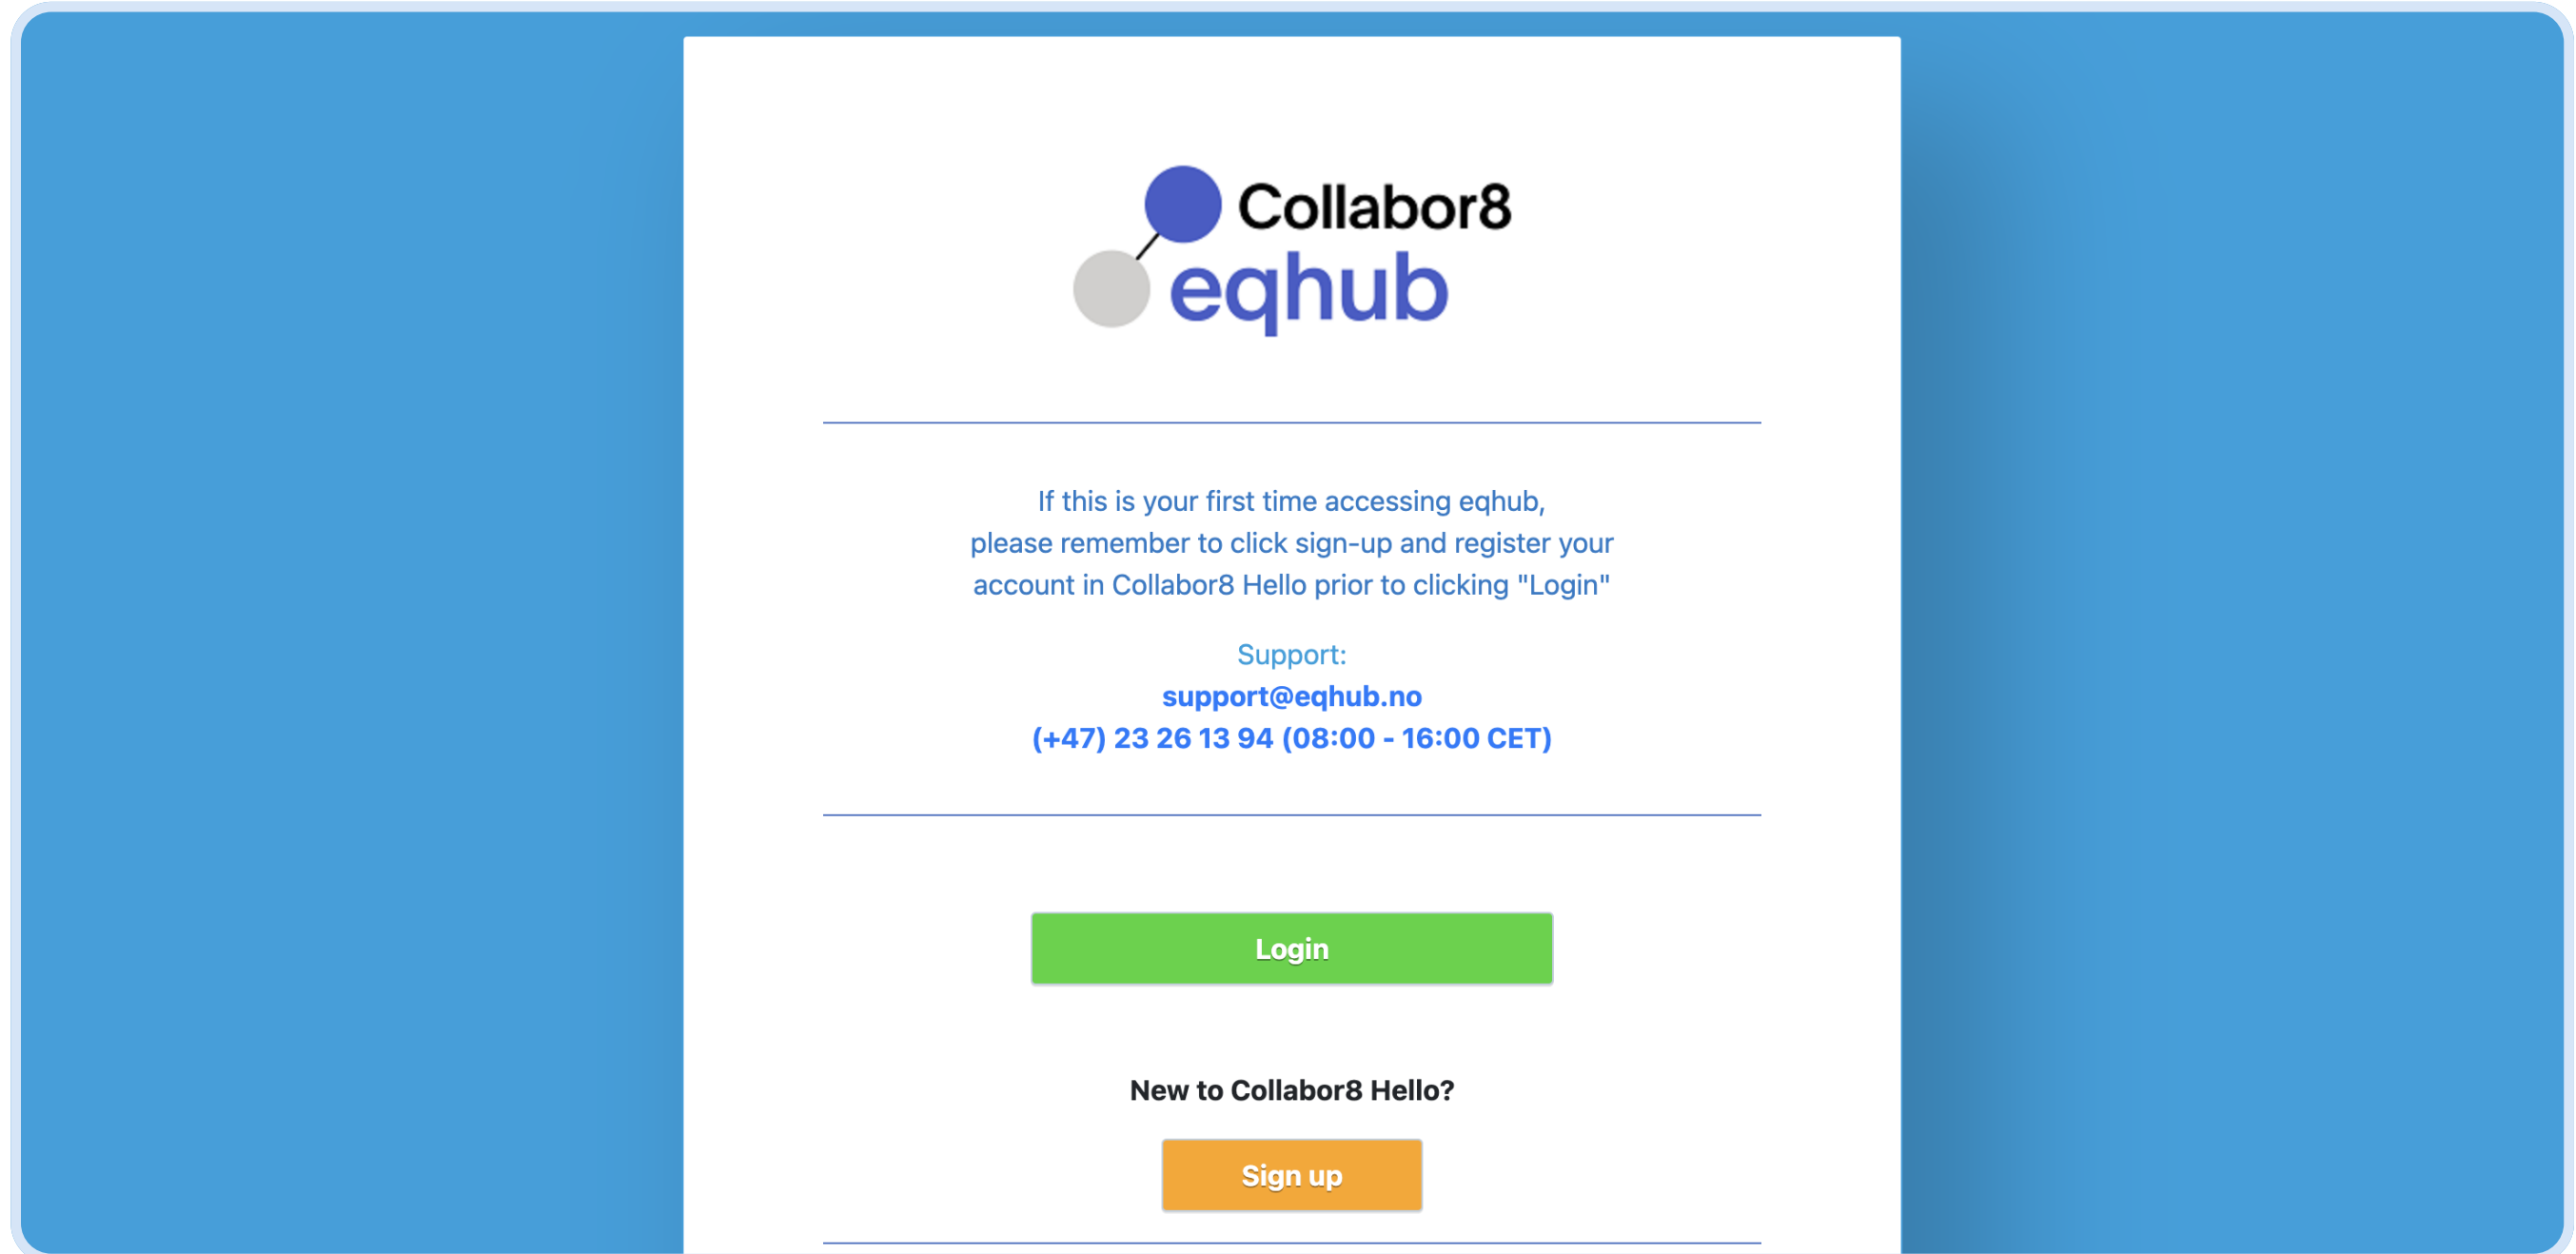 Collabor8
eqhub
If this is your first time accessing eqhub,
please remember to click sign-up and register your
account in Collabor8 Hello prior to clicking "Login"
Support:
support@eqhub.no
(+47) 23 26 13 94 (08:00 - 16:00 CET)
Login
New to Collabor8 Hello?
Sign up